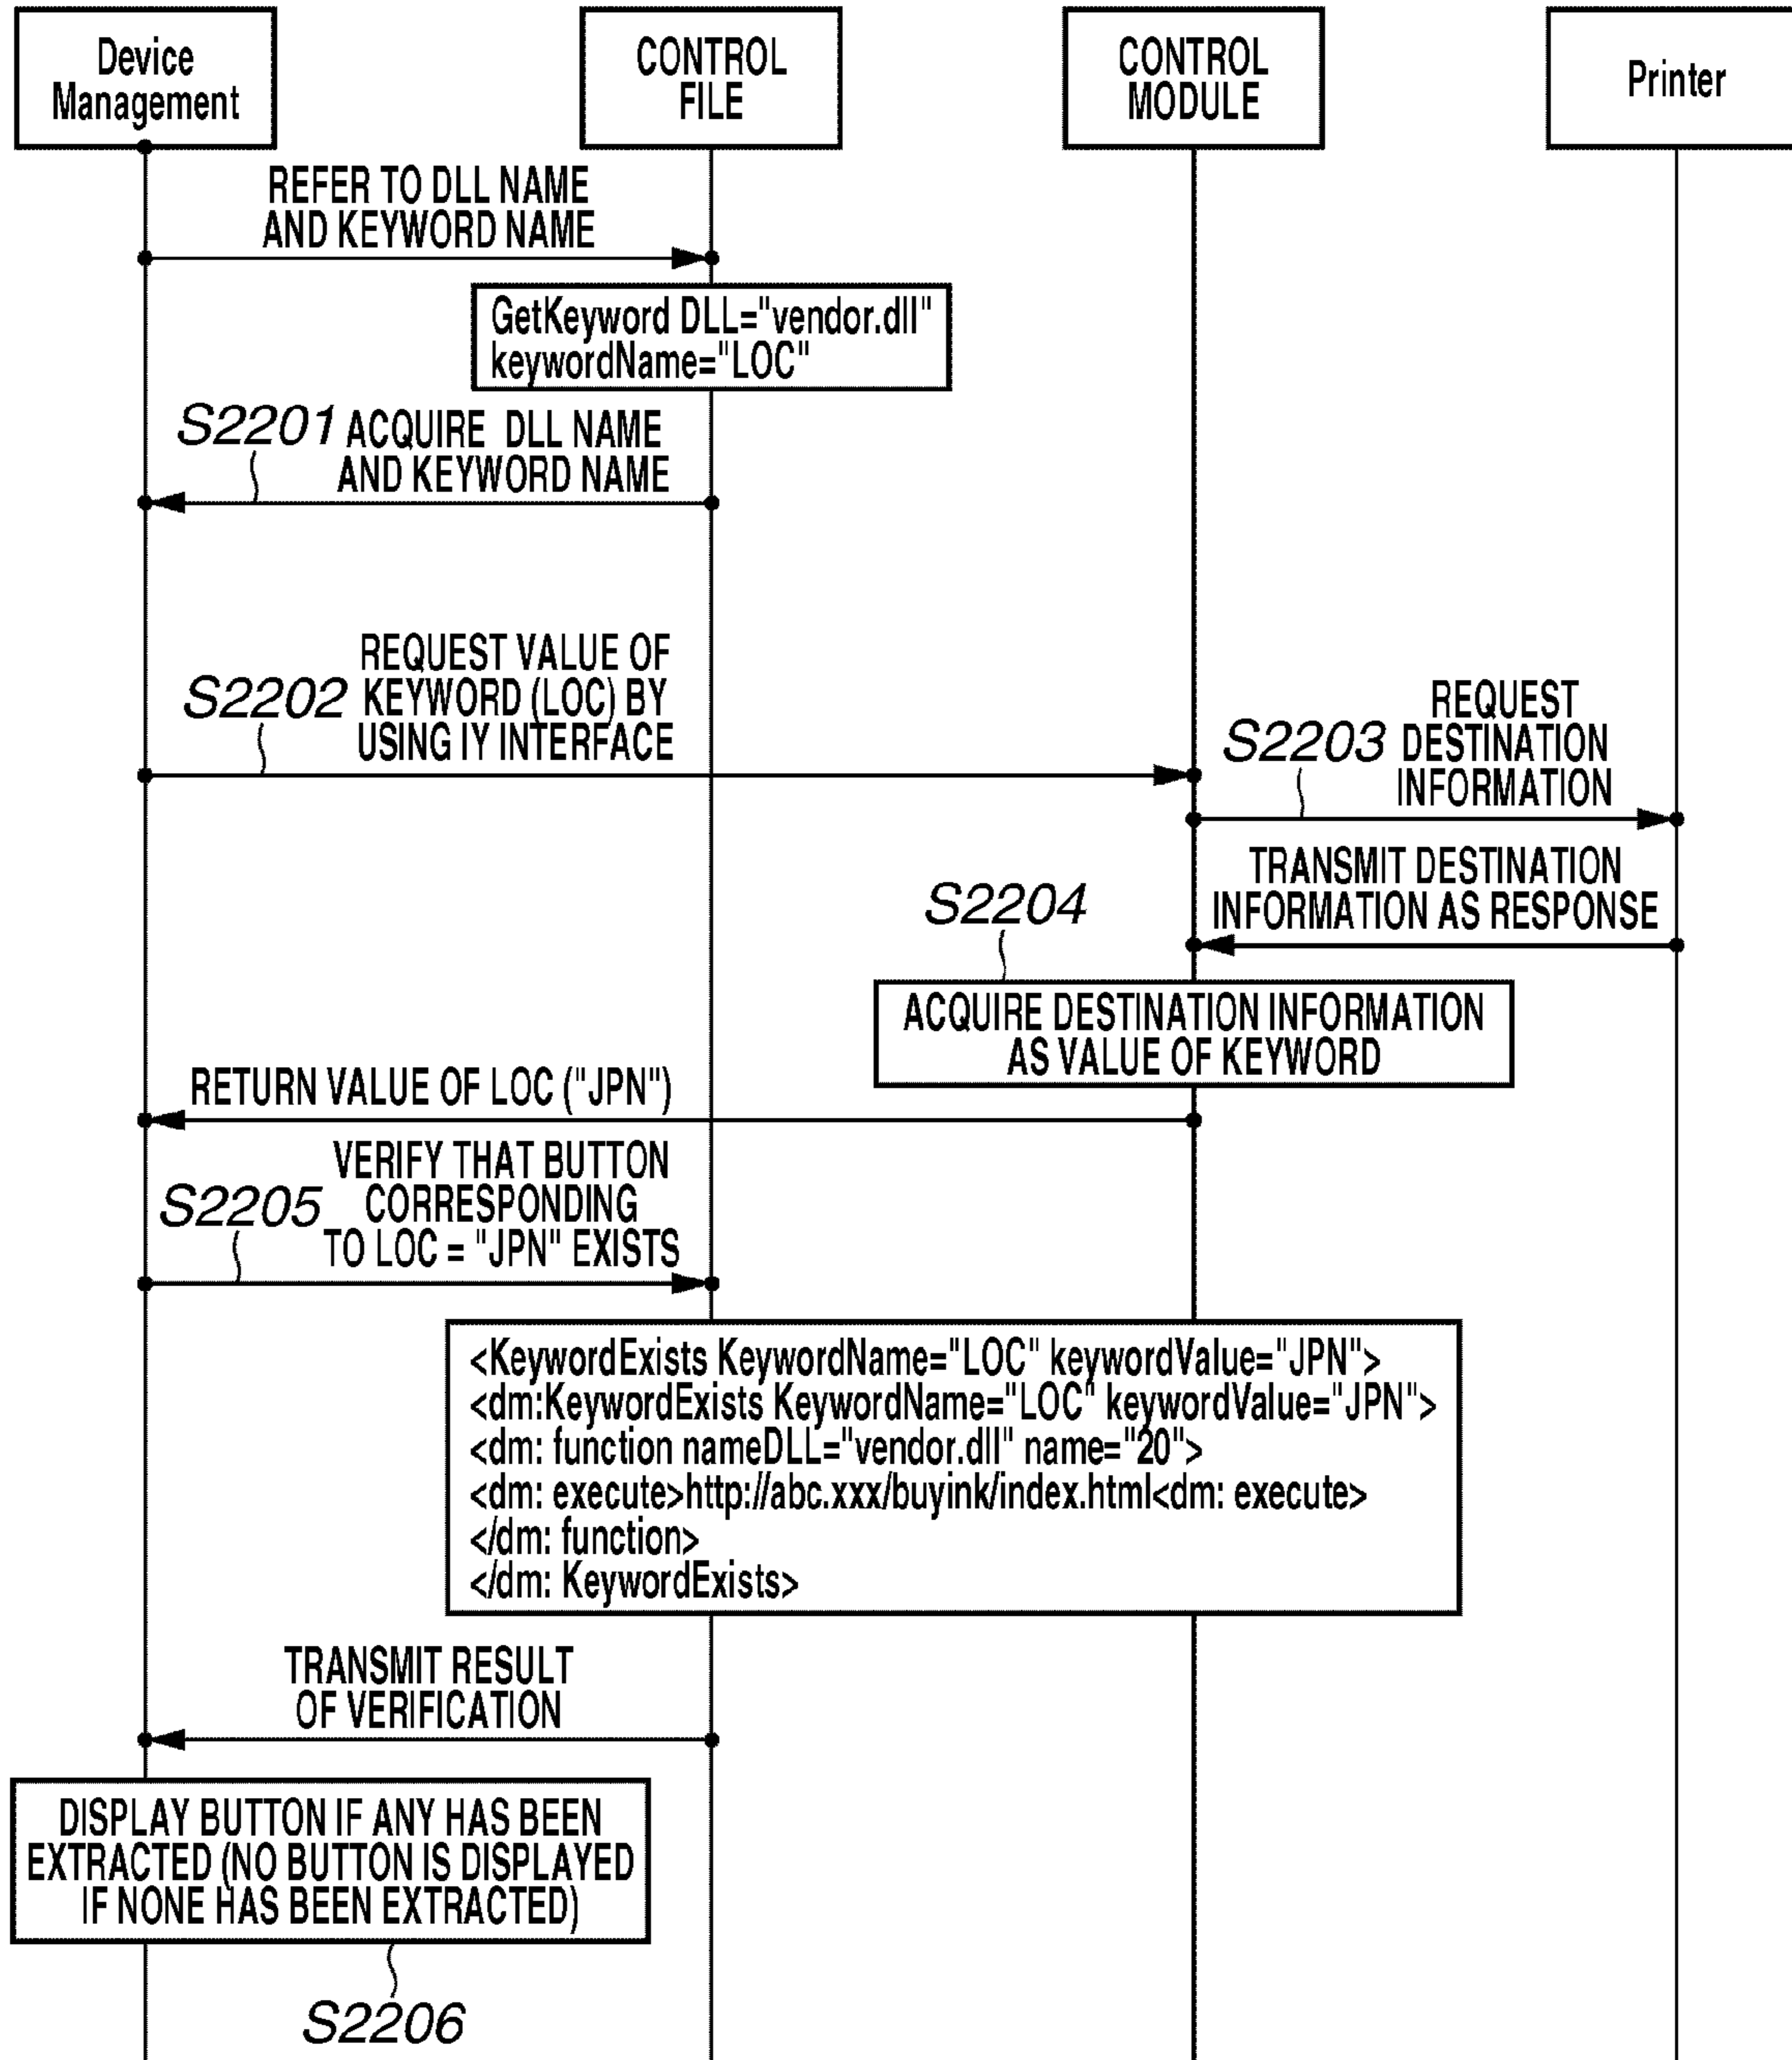 Device
Management
CONTROL
FILE
CONTROL
MODULE
Printer
REFER TO DLL NAME
AND KEYWORD NAME
GetKeyword DLL="vendor.dll"
keywordName="LOC"
S2201
ACQUIRE DLL NAME
AND KEYWORD NAME
S2202
REQUEST VALUE OF
KEYWORD (LOC) BY
USING IY INTERFACE
S2203
REQUEST
DESTINATION
INFORMATION
TRANSMIT DESTINATION
INFORMATION AS RESPONSE
S2204
ACQUIRE DESTINATION INFORMATION
AS VALUE OF KEYWORD
RETURN VALUE OF LOC ("JPN")
S2205
VERIFY THAT BUTTON
CORRESPONDING
TO LOC = "JPN" EXISTS
<KeywordExists KeywordName="LOC" keywordValue="JPN">
<dm:KeywordExists KeywordName="LOC" keywordValue="JPN">
<dm: function nameDLL="vendor.dll" name="20">
<dm: execute>http://abc.xxx/buyink/index.html<dm: execute>
</dm: function>
</dm: KeywordExists>
TRANSMIT RESULT
OF VERIFICATION
DISPLAY BUTTON IF ANY HAS BEEN
EXTRACTED (NO BUTTON IS DISPLAYED
IF NONE HAS BEEN EXTRACTED)
S2206